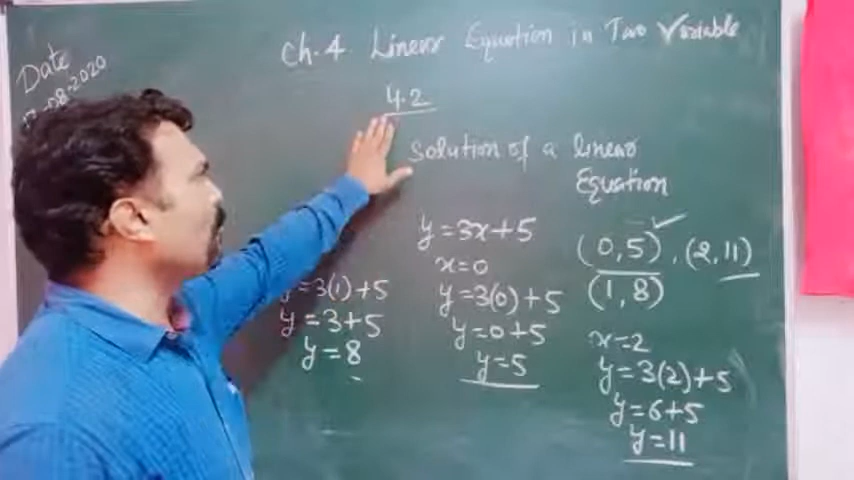 Date
-08-2020
Ch.4 Linear Equation in Two Variable
4.2
Solution of a linear
Equation
y=3(1)+5
y=3+5
y=8
y=3x+5
x=0
y=3(0)+5
y=0+5
y=5
(0,5), (2,11)
(1,8)
x=2
y=3(2)+5
y=6+5
y=11